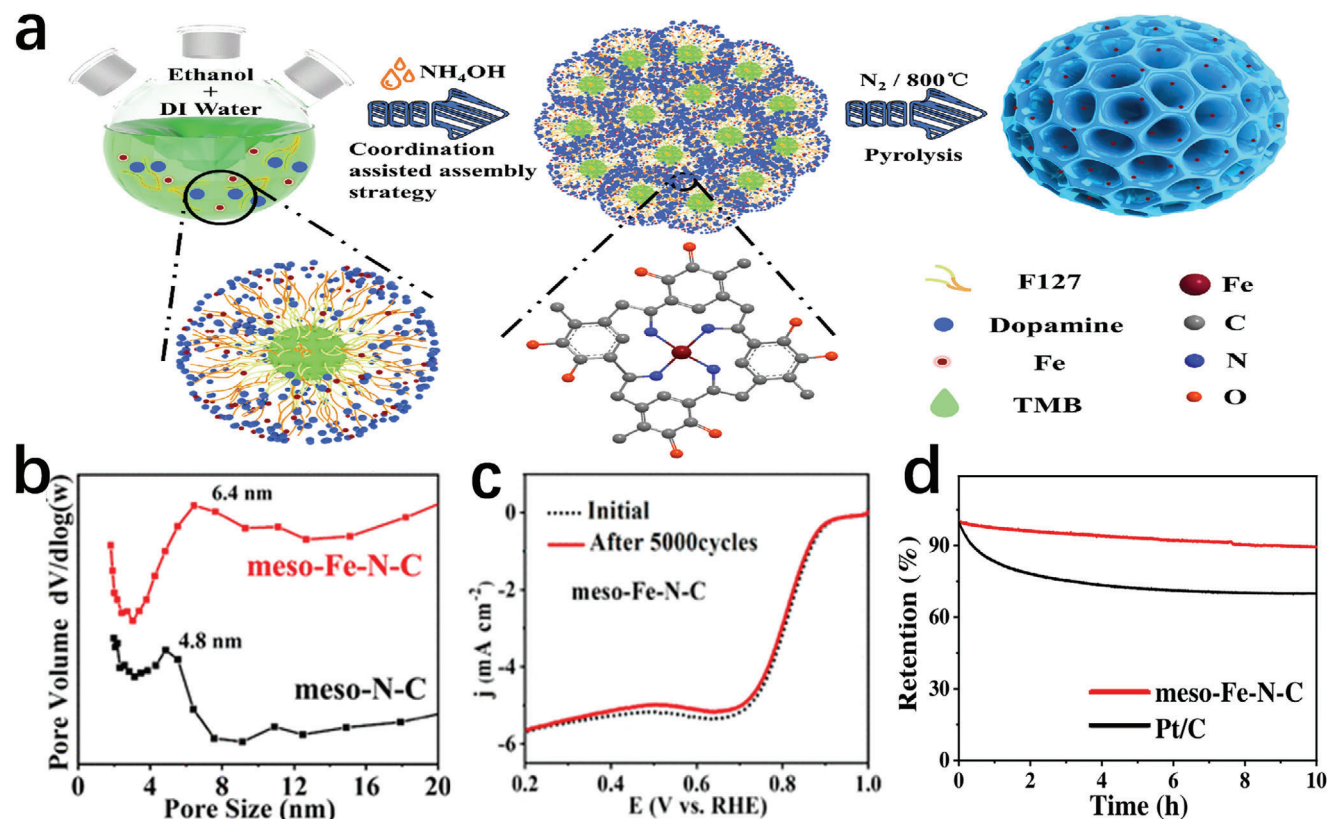 a
Ethanol
+
DI Water
NH₄OH
Coordination
assisted assembly
strategy
N₂ / 800℃
Pyrolysis
F127
Dopamine
Fe
TMB
Fe
C
N
O
b
Pore Volume dV/dlog(w)
6.4 nm
meso-Fe-N-C
4.8 nm
meso-N-C
0 4 8 12 16 20
Pore Size (nm)
c
j (mA cm⁻²)
0
-2
-4
-6
Initial
After 5000cycles
meso-Fe-N-C
0.2 0.4 0.6 0.8 1.0
E (V vs. RHE)
d
Retention (%)
90
60
30
0
meso-Fe-N-C
Pt/C
0 2 4 6 8 10
Time (h)